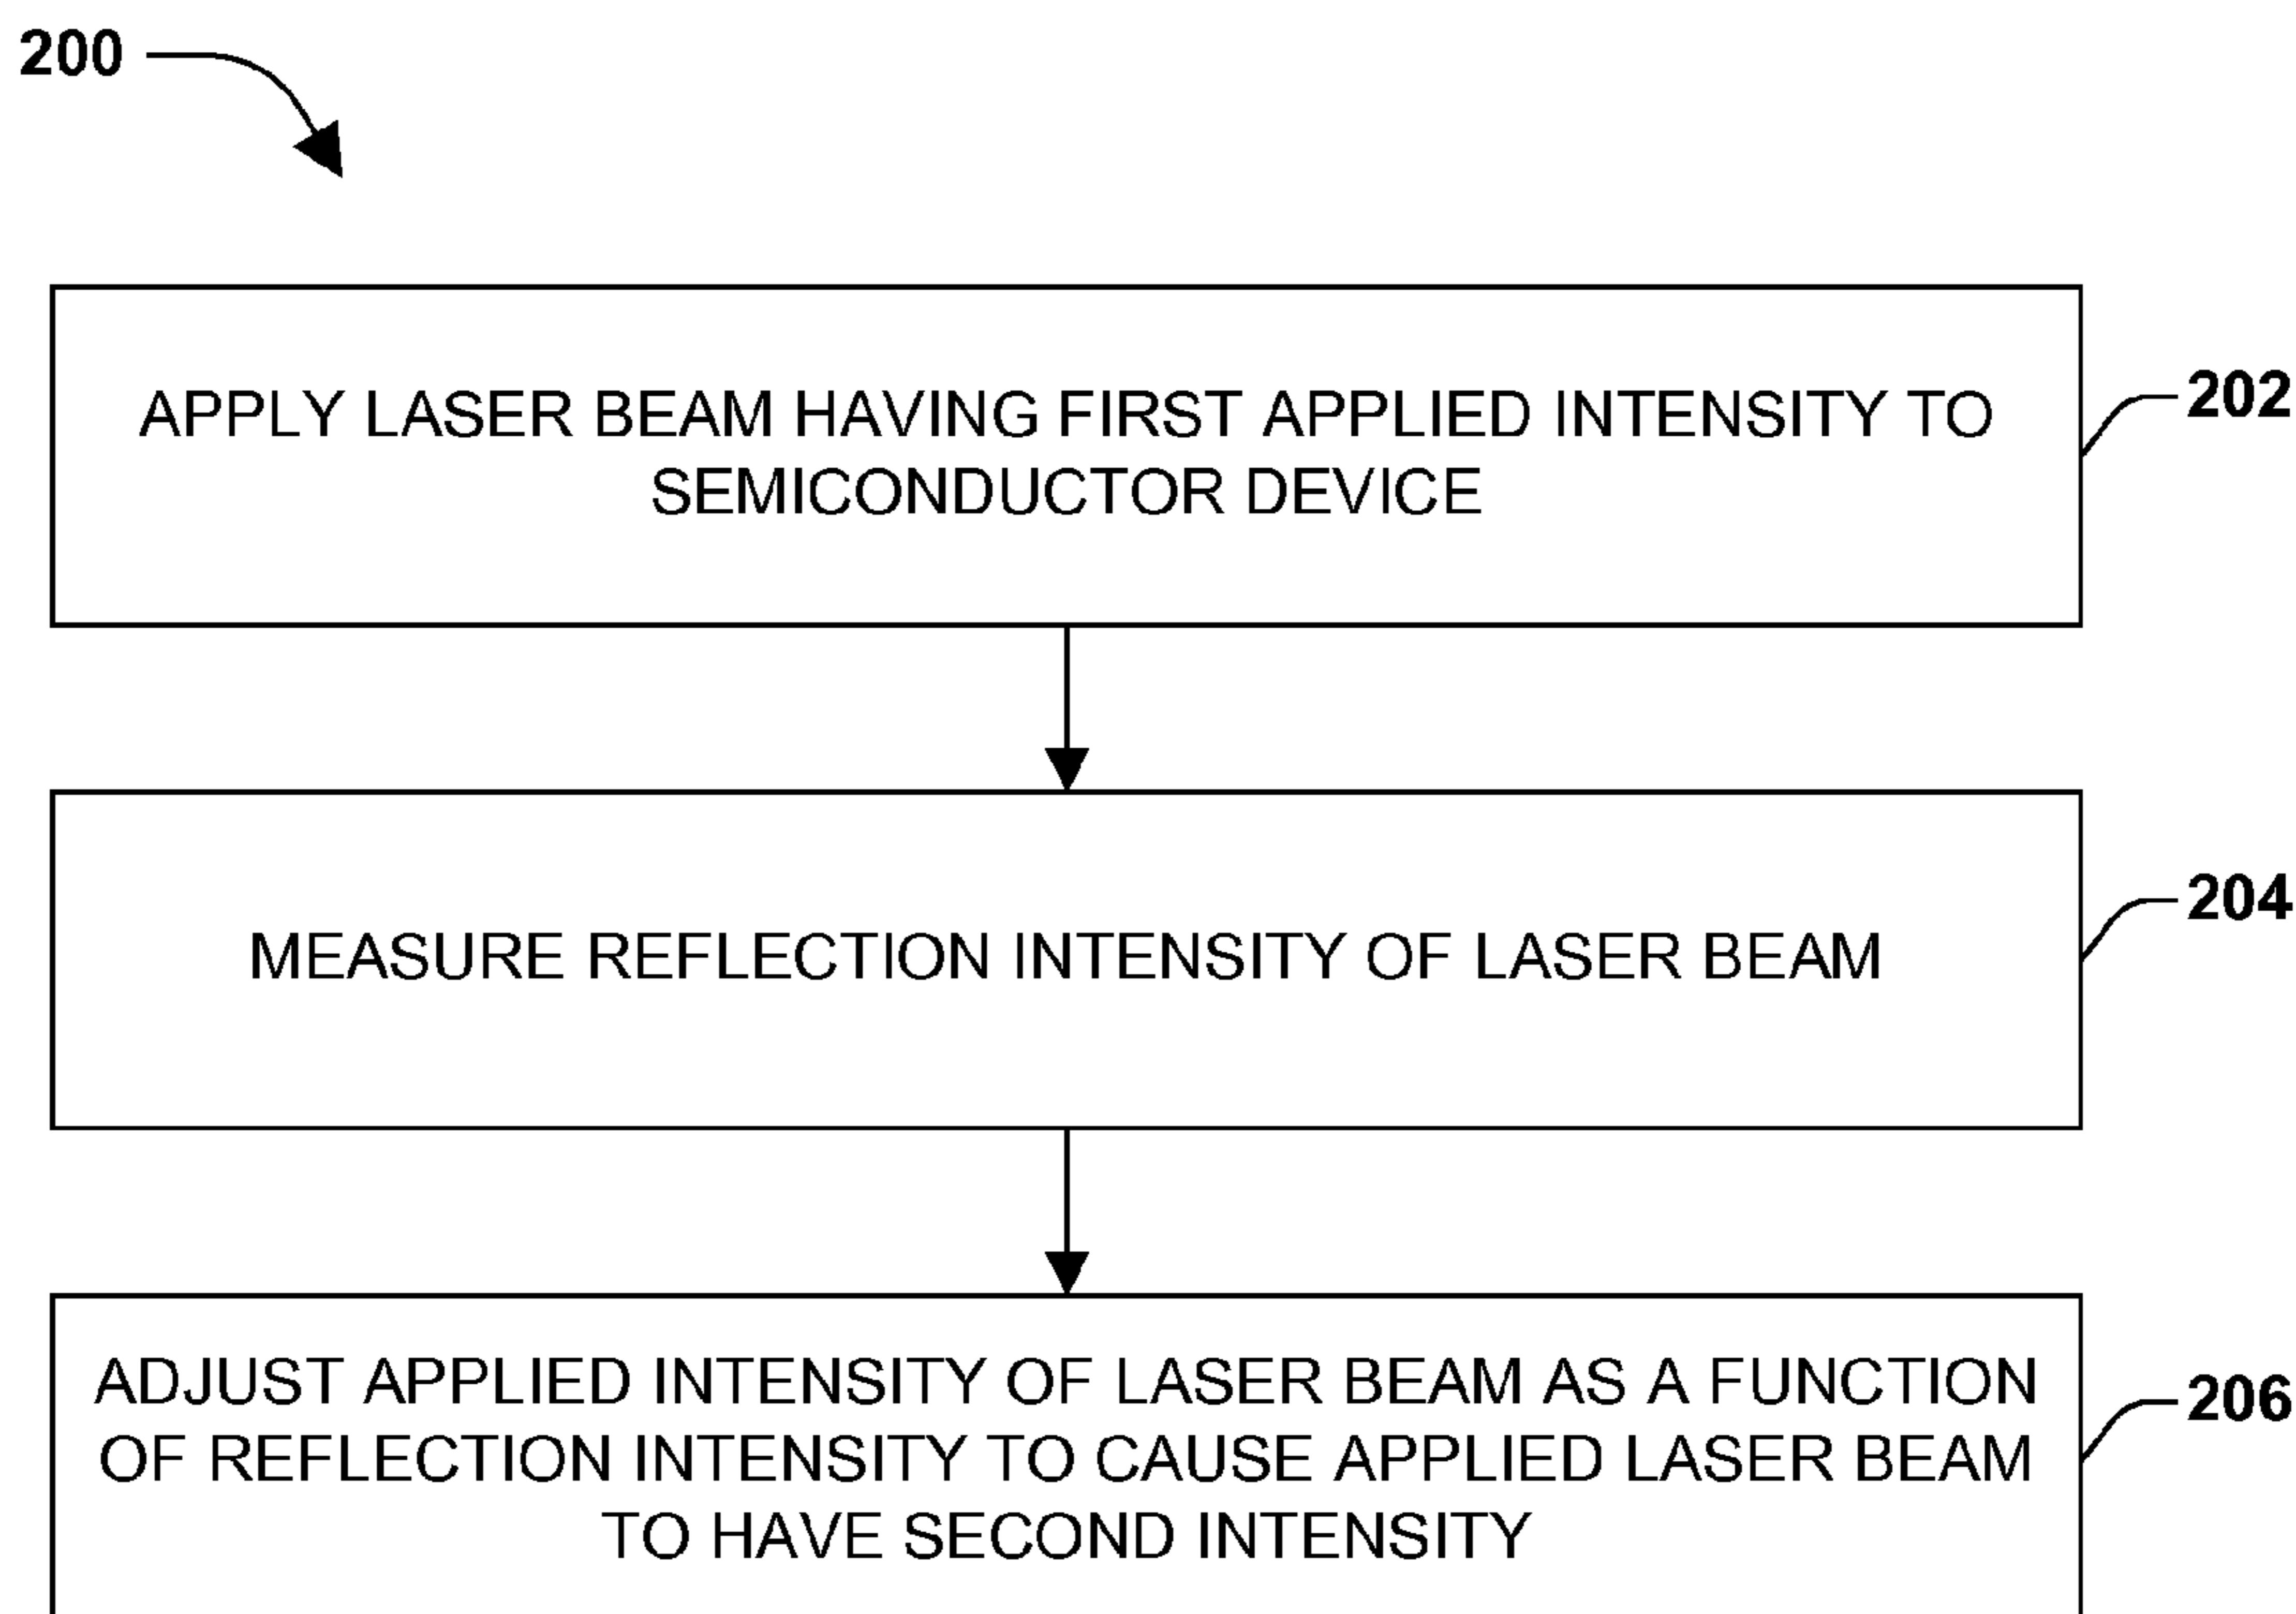 200
APPLY LASER BEAM HAVING FIRST APPLIED INTENSITY TO
SEMICONDUCTOR DEVICE
202
MEASURE REFLECTION INTENSITY OF LASER BEAM
204
ADJUST APPLIED INTENSITY OF LASER BEAM AS A FUNCTION
OF REFLECTION INTENSITY TO CAUSE APPLIED LASER BEAM
TO HAVE SECOND INTENSITY
206